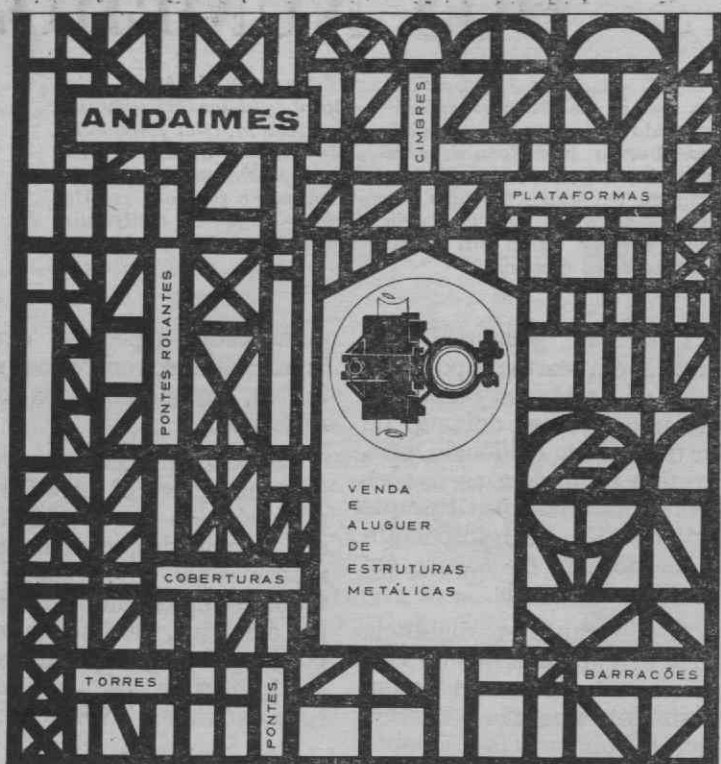 ANDAIMES
CIMBRES
PLATAFORMAS
PONTES ROLANTES
VENDA
E
ALUGUER
DE
ESTRUTURAS
METÁLICAS
COBERTURAS
TORRES
PONTES
BARRACÕES